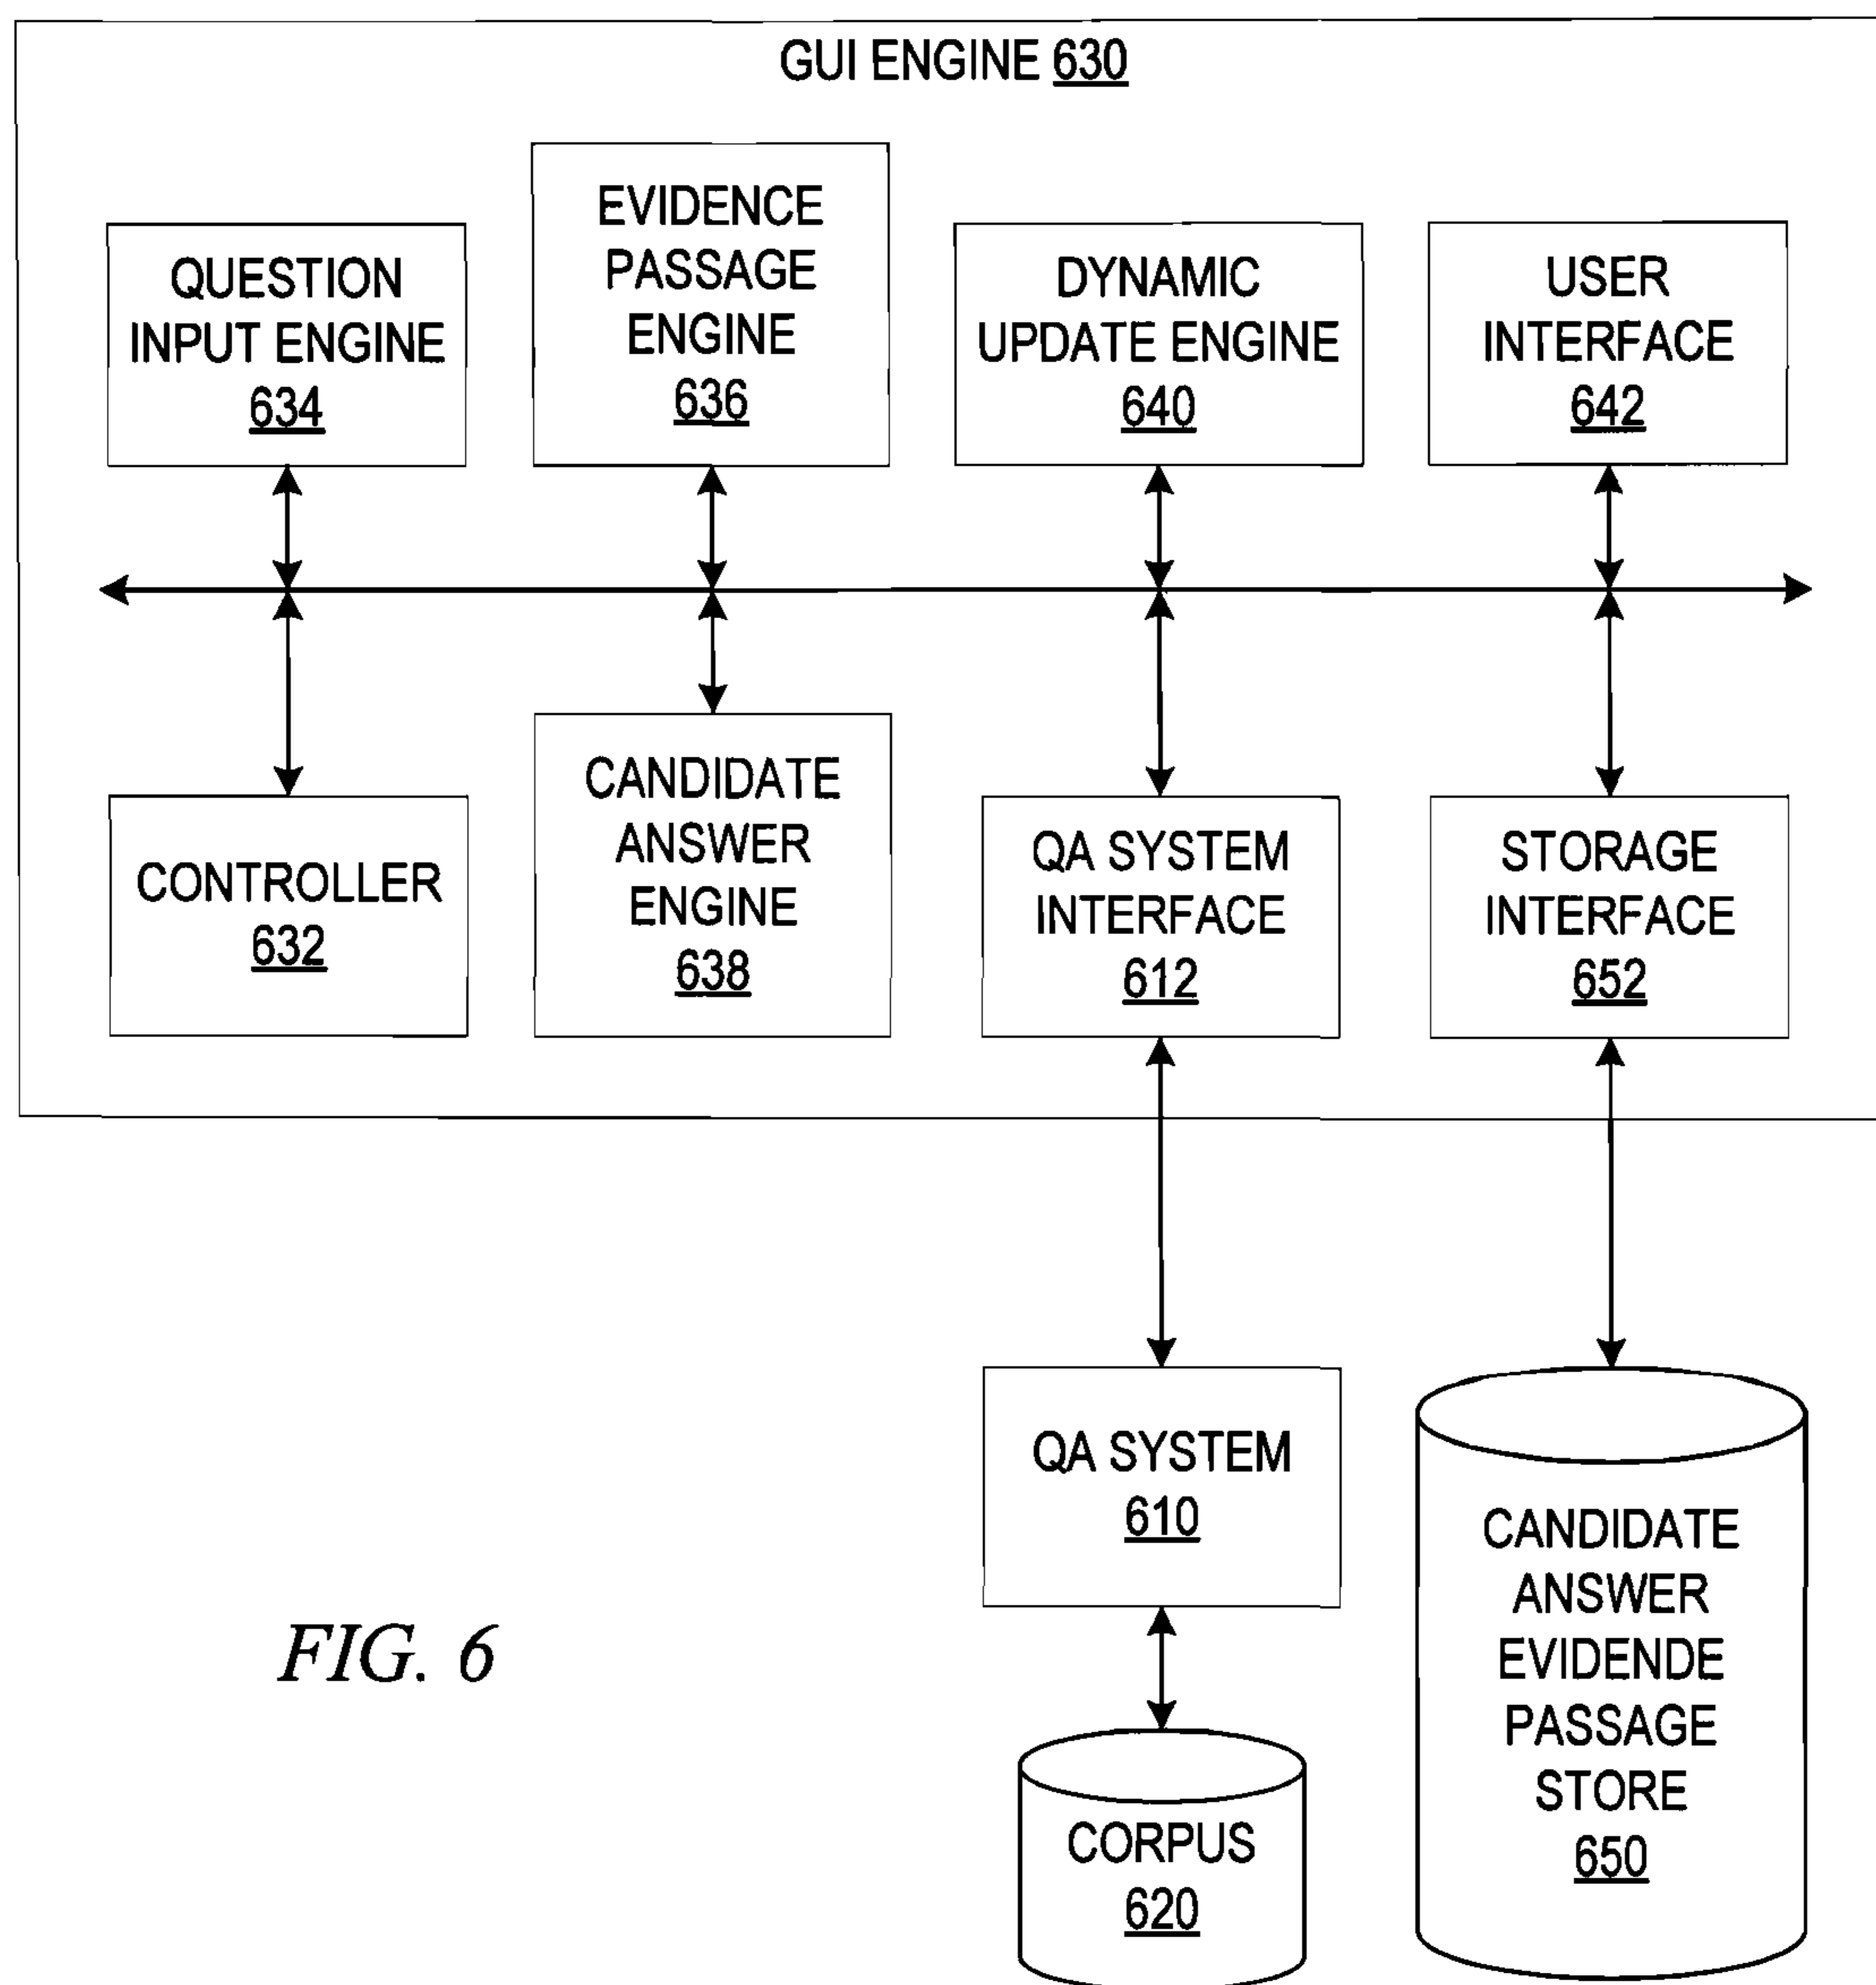 GUI ENGINE 630
QUESTION
INPUT ENGINE
634
EVIDENCE
PASSAGE
ENGINE
636
DYNAMIC
UPDATE ENGINE
640
USER
INTERFACE
642
CONTROLLER
632
CANDIDATE
ANSWER
ENGINE
638
QA SYSTEM
INTERFACE
612
STORAGE
INTERFACE
652
QA SYSTEM
610
CANDIDATE
ANSWER
EVIDENDE
PASSAGE
STORE
650
CORPUS
620
FIG. 6